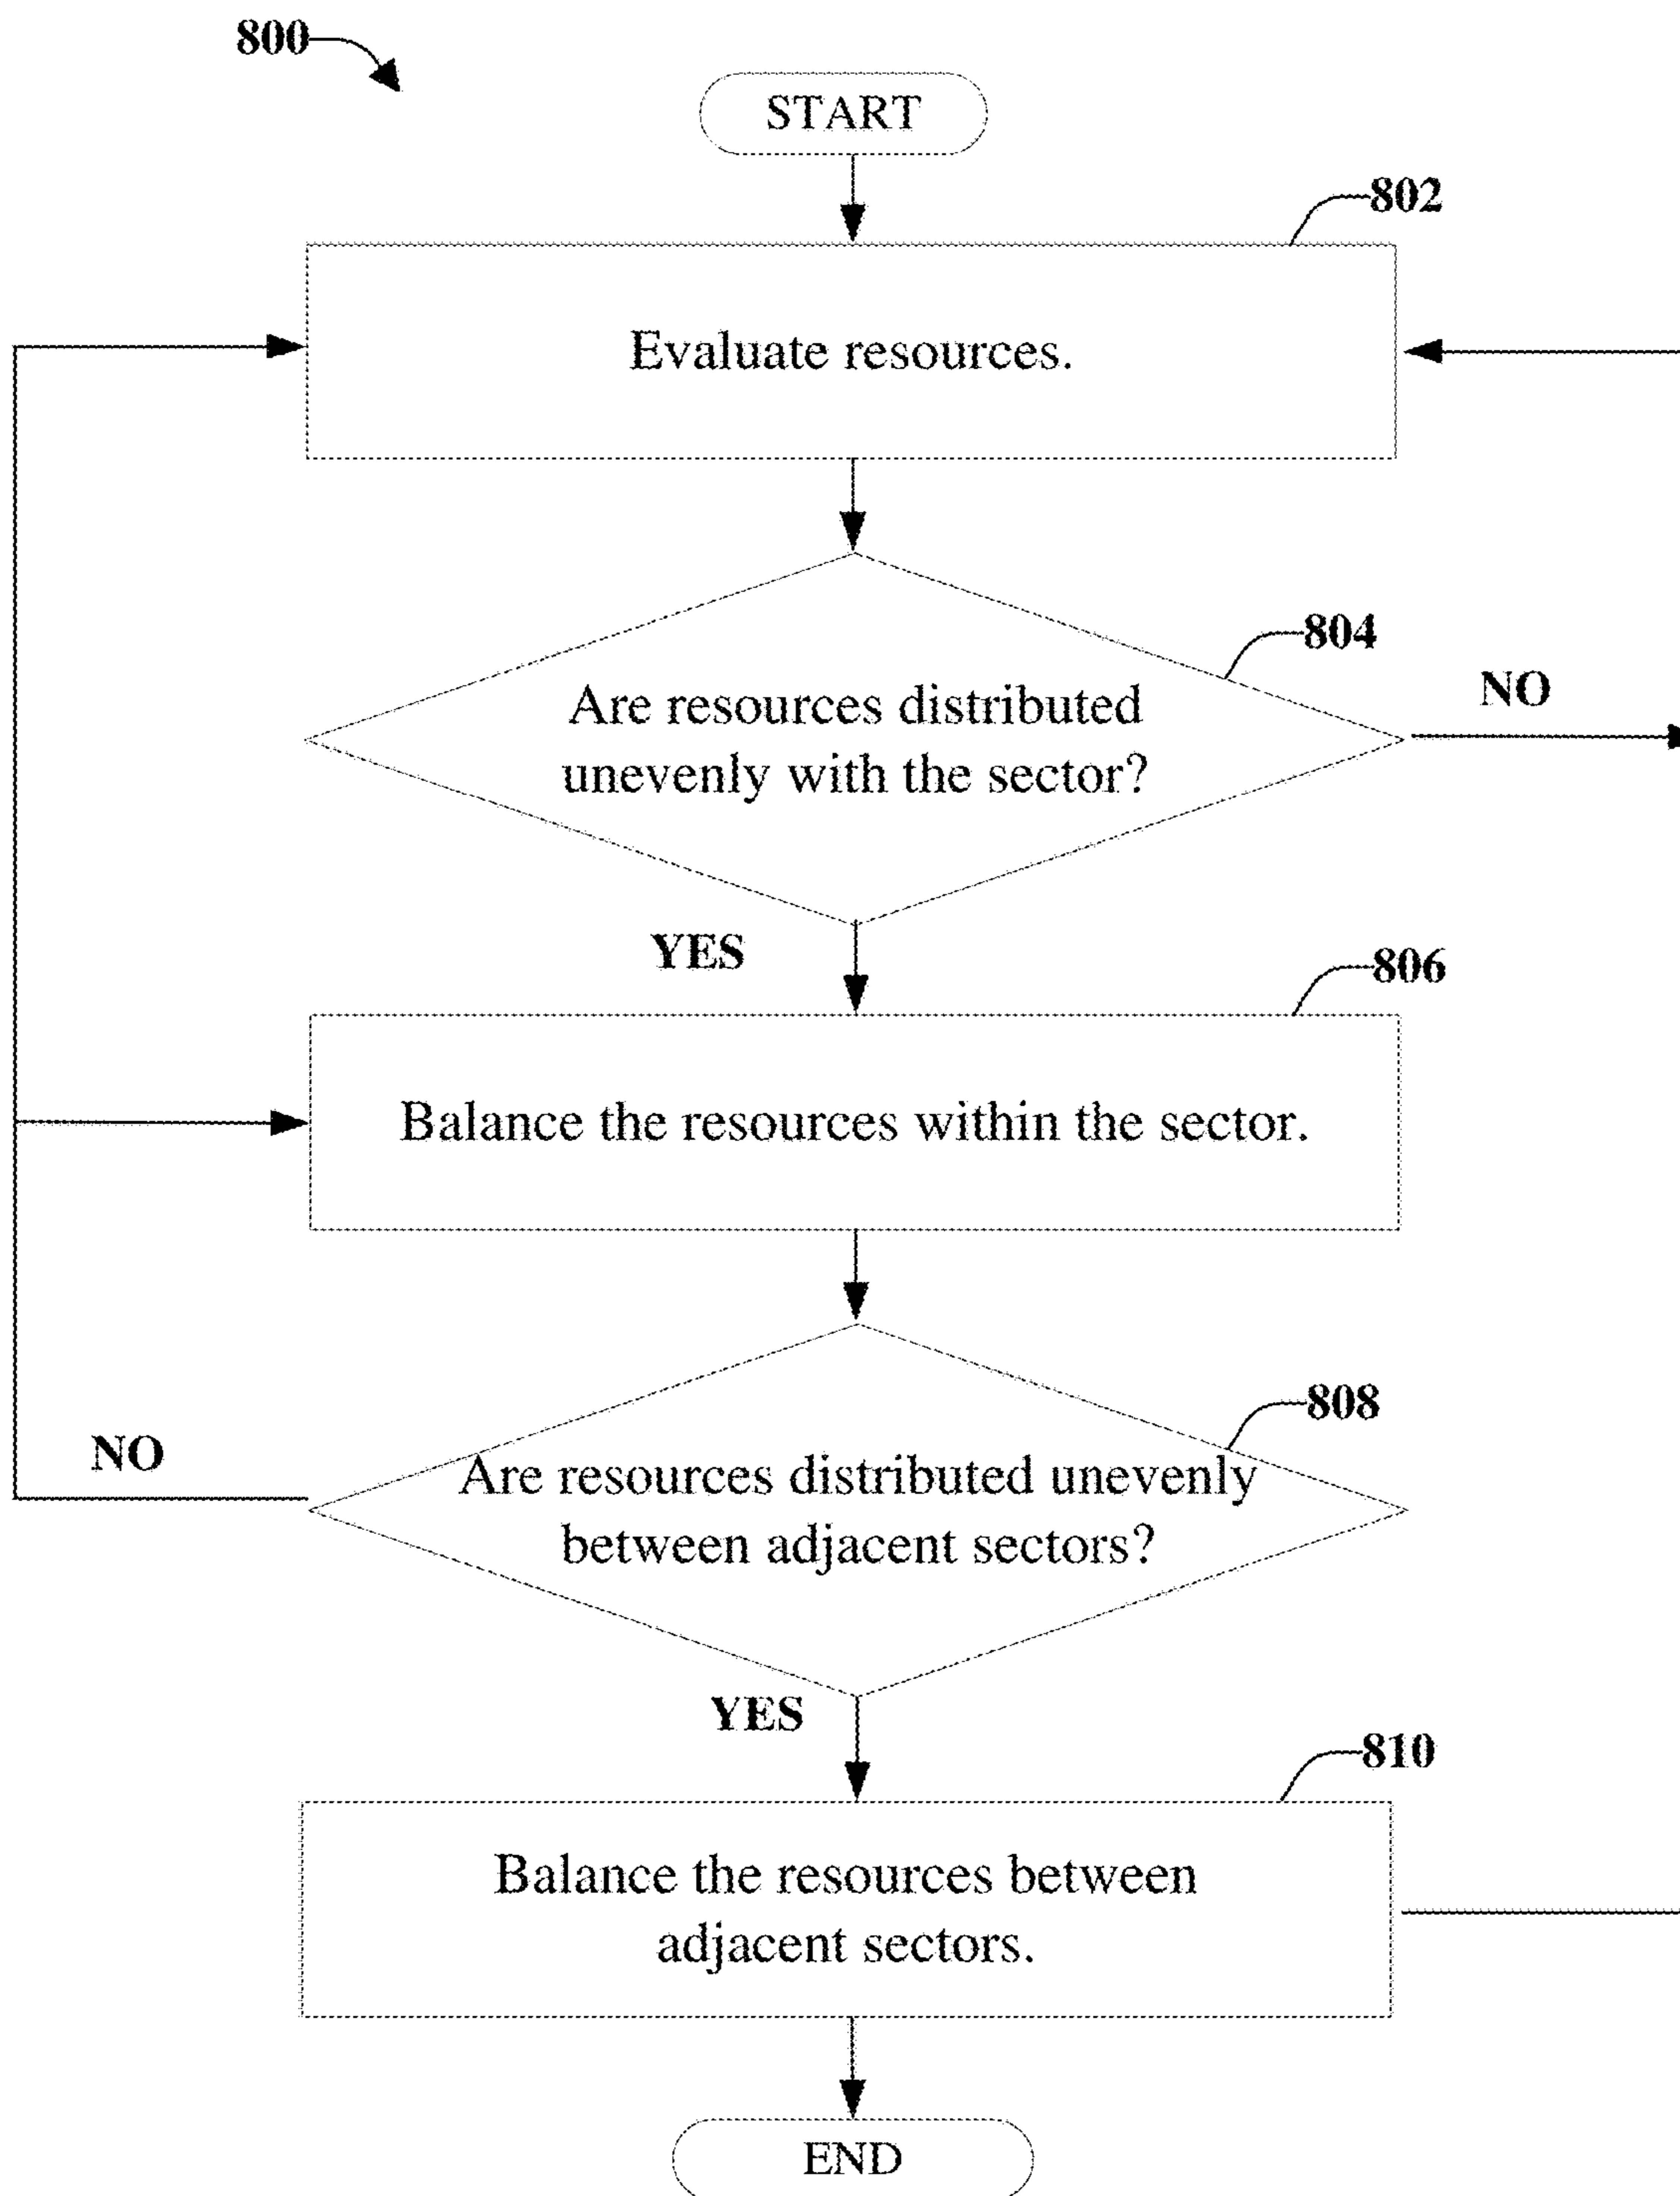 800
START
802
Evaluate resources.
804
Are resources distributed
unevenly with the sector?
NO
YES
806
Balance the resources within the sector.
808
Are resources distributed unevenly
between adjacent sectors?
NO
YES
810
Balance the resources between
adjacent sectors.
END